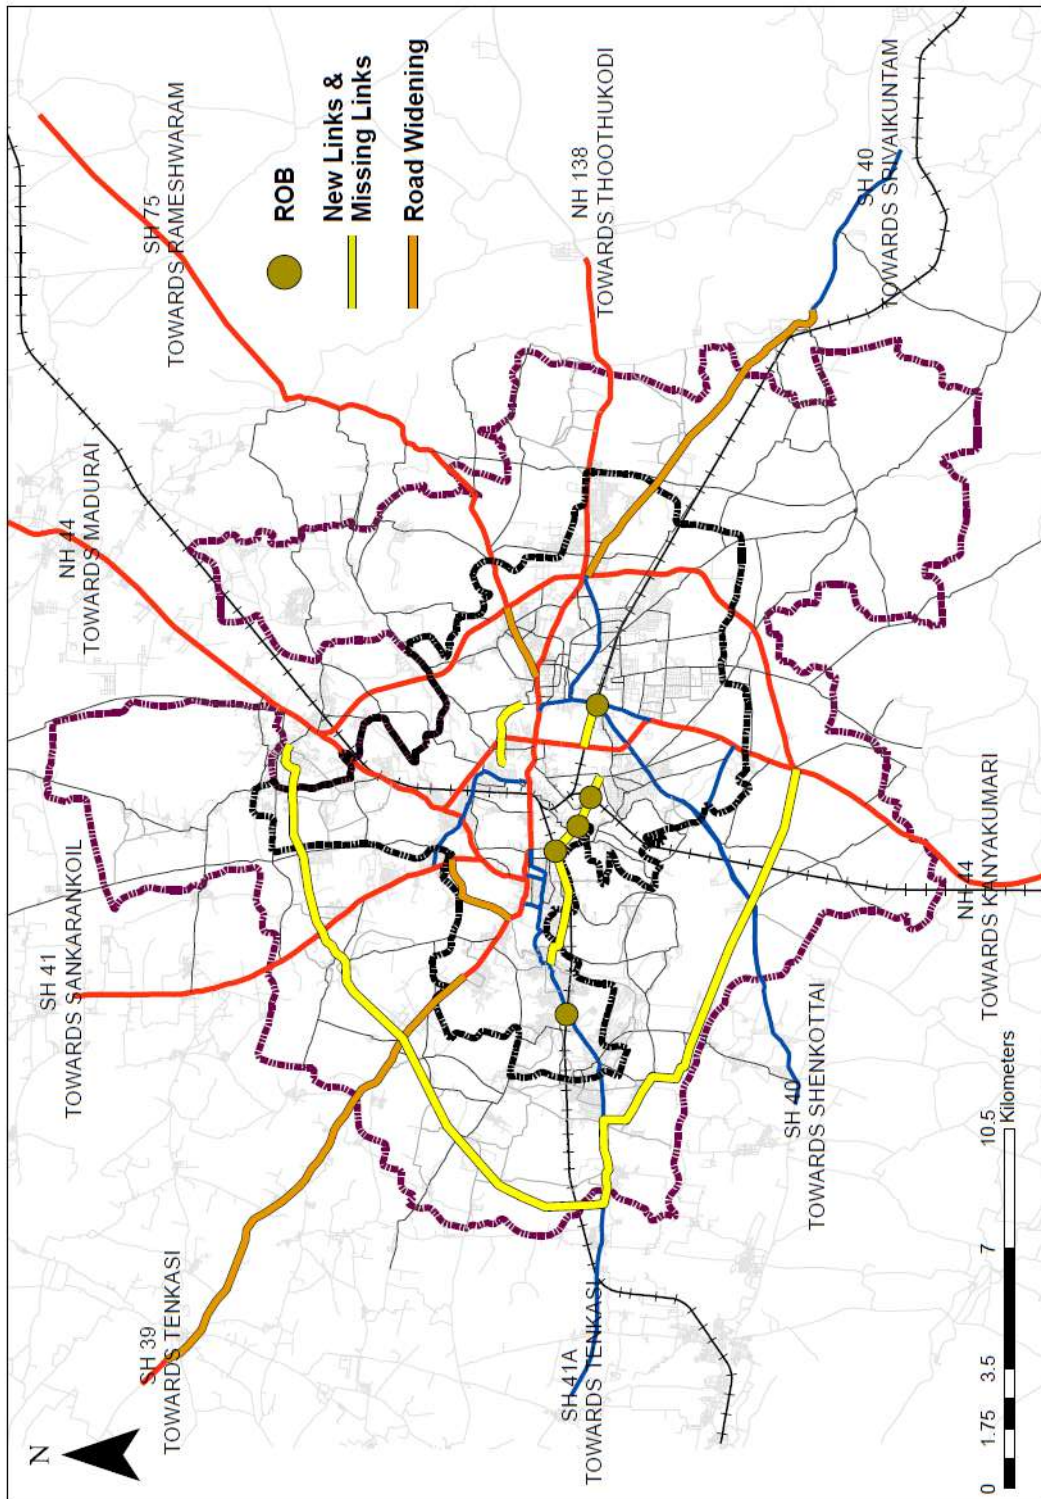 N
SH 39
TOWARDS TENKASI
SH 41
TOWARDS SANKARANKOIL
NH 44
TOWARDS MADURAI
SH 75
TOWARDS RAMESHWARAM
ROB
New Links &
Missing Links
Road Widening
NH 138
TOWARDS THOOTHUKODI
SH 40
TOWARDS SRIVAIKUNTAM
SH 41A
TOWARDS TENKASI
SH 40
TOWARDS SHENKOTTAI
NH 44
TOWARDS KANYAKUMARI
0 1.75 3.5 7 10.5
Kilometers